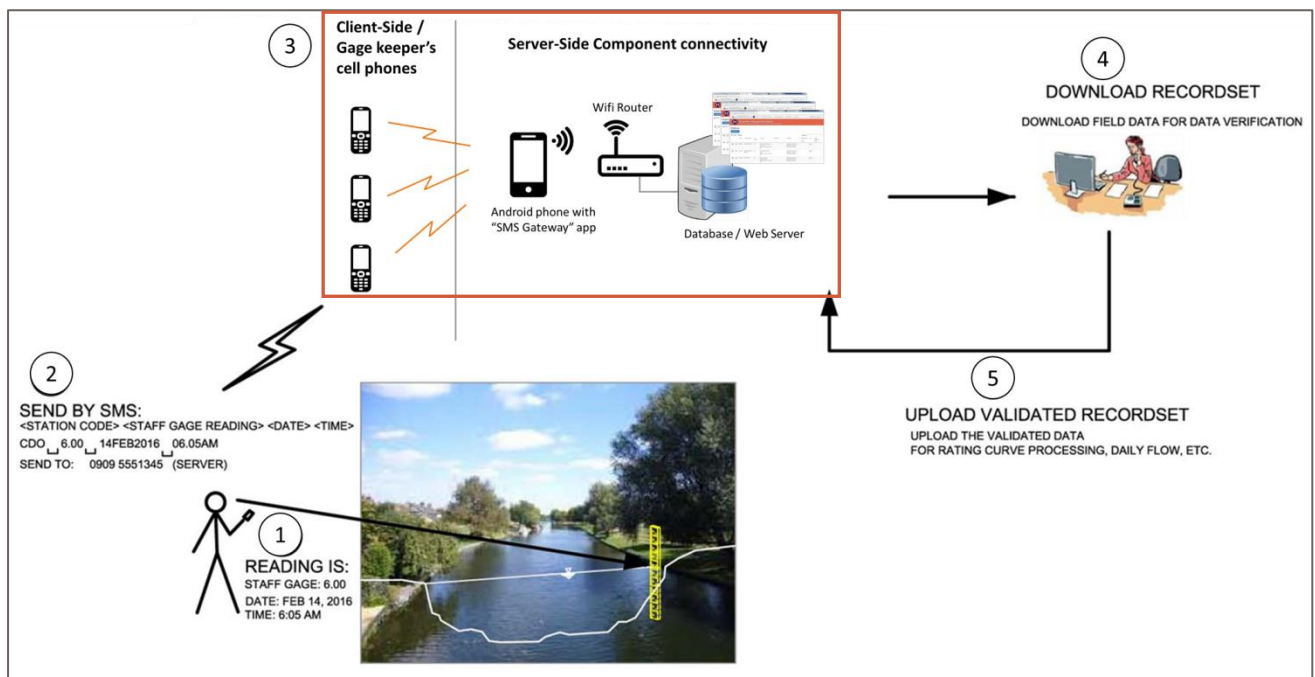 3
Client-Side /
Gage keeper's
cell phones
Server-Side Component connectivity
Wifi Router
Android phone with
“SMS Gateway” app
Database / Web Server
4
DOWNLOAD RECORDSET
DOWNLOAD FIELD DATA FOR DATA VERIFICATION
2
SEND BY SMS:
<STATION CODE> <STAFF GAGE READING> <DATE> <TIME>
CDO␣6.00␣14FEB2016␣06.05AM
SEND TO: 0909 5551345 (SERVER)
1
READING IS:
STAFF GAGE: 6.00
DATE: FEB 14, 2016
TIME: 6:05 AM
5
UPLOAD VALIDATED RECORDSET
UPLOAD THE VALIDATED DATA
FOR RATING CURVE PROCESSING, DAILY FLOW, ETC.